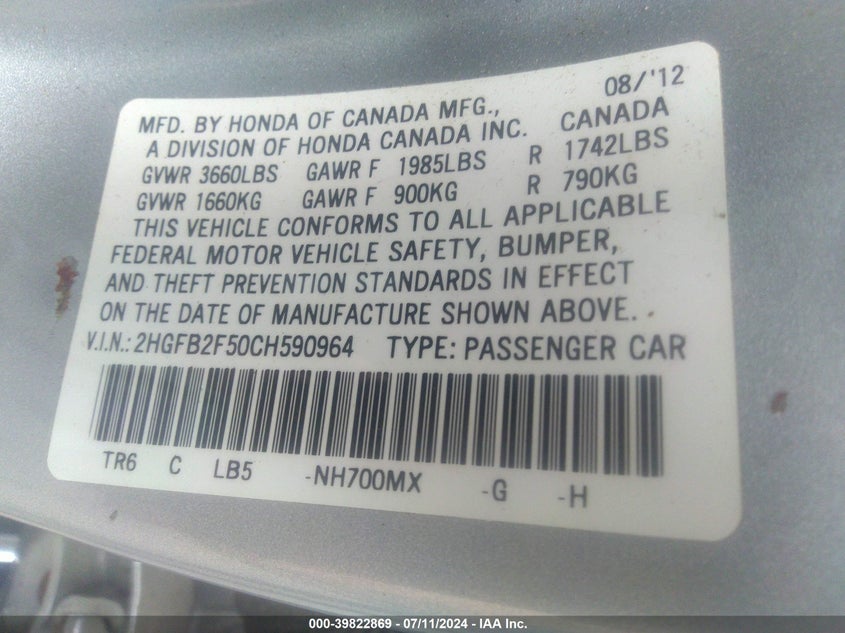 08/'12
MFD. BY HONDA OF CANADA MFG.,
A DIVISION OF HONDA CANADA INC. CANADA
GVWR 3660LBS GAWR F 1985LBS R 1742LBS
GVWR 1660KG GAWR F 900KG R 790KG
THIS VEHICLE CONFORMS TO ALL APPLICABLE
FEDERAL MOTOR VEHICLE SAFETY, BUMPER,
AND THEFT PREVENTION STANDARDS IN EFFECT
ON THE DATE OF MANUFACTURE SHOWN ABOVE.
V.I.N.: 2HGFB2F50CH590964 TYPE: PASSENGER CAR
TR6 C LB5 -NH700MX -G -H
000-39822869 - 07/11/2024 - IAA Inc.